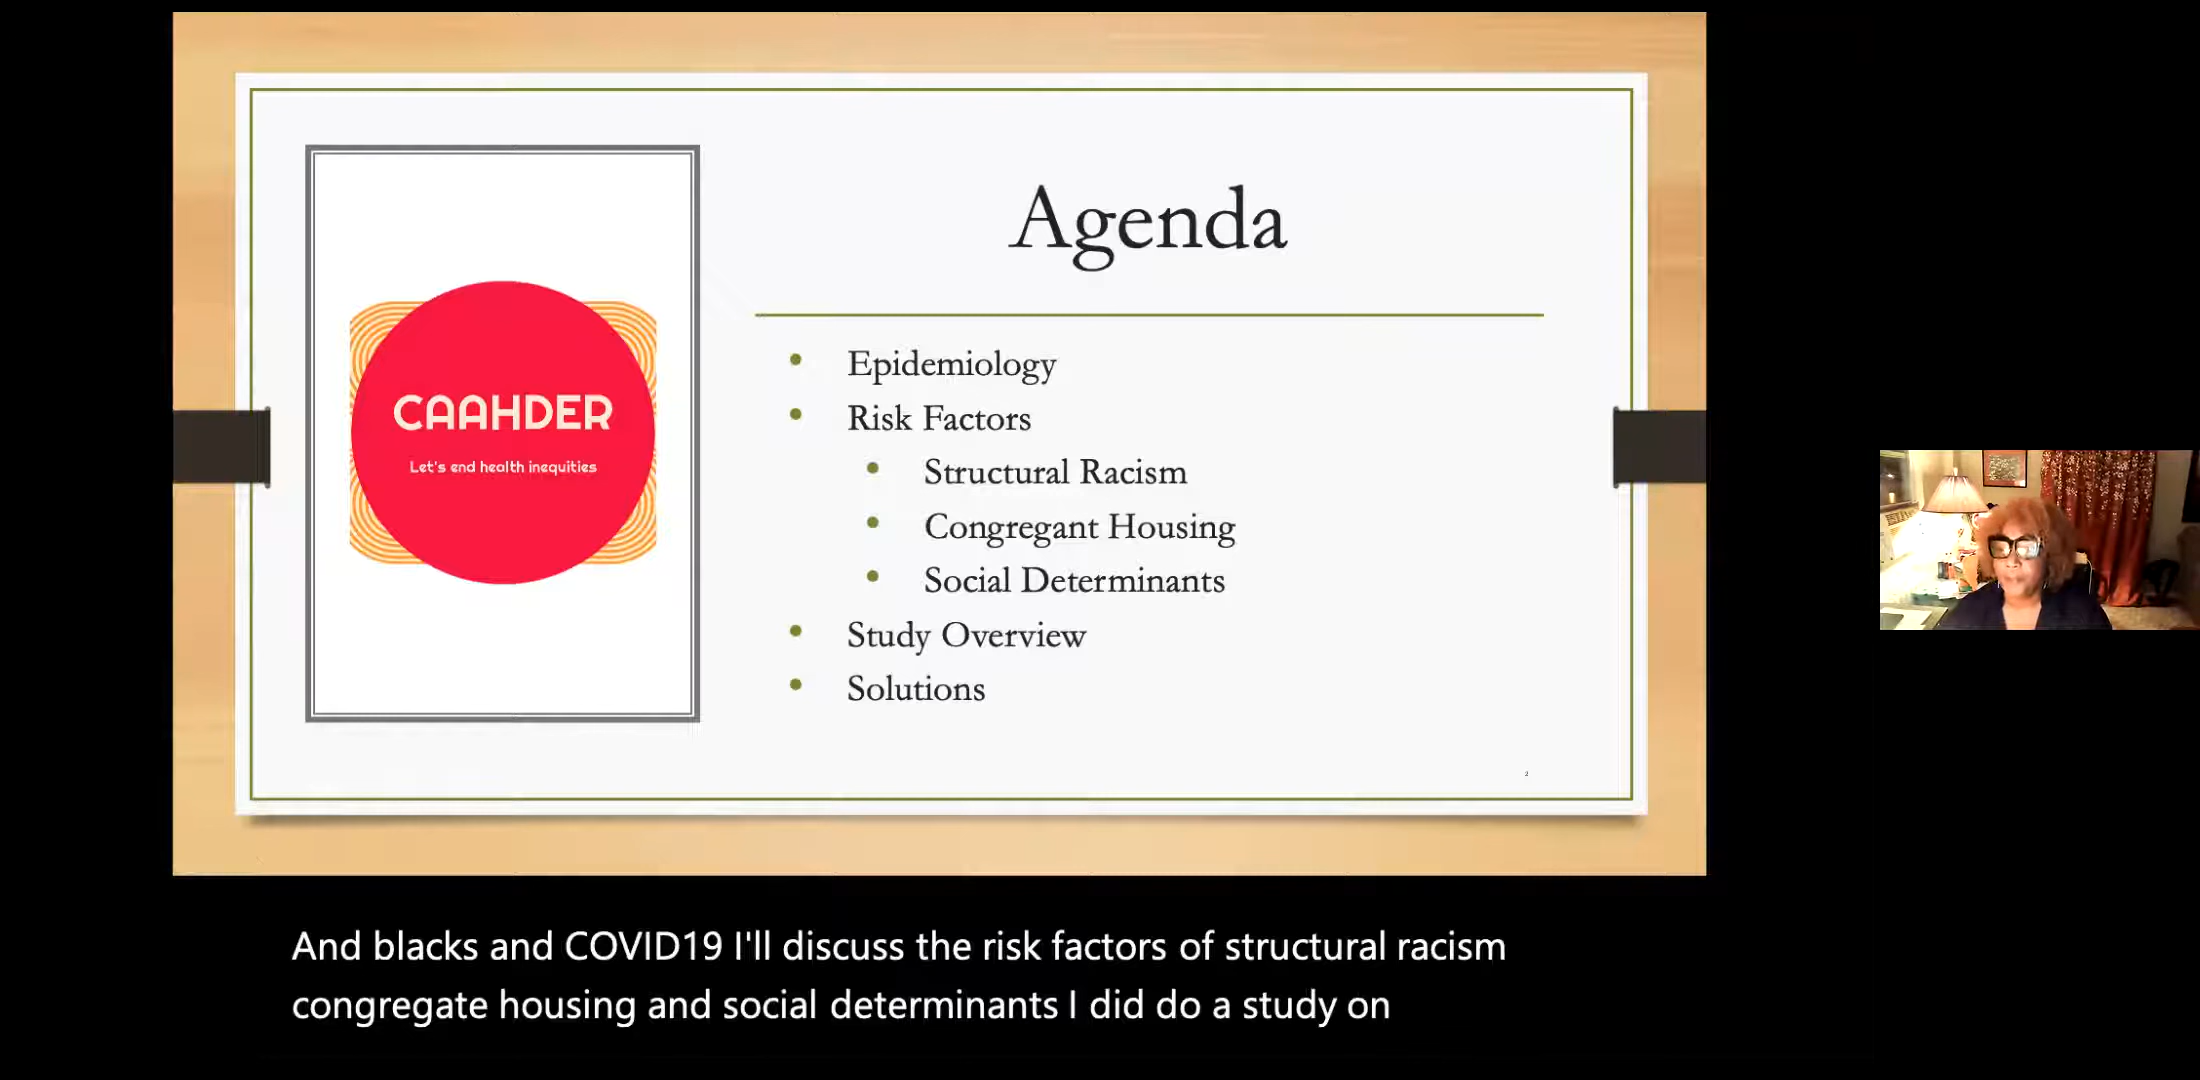 CAAHDER
Let's end health inequities
Agenda
Epidemiology
Risk Factors
Structural Racism
Congregant Housing
Social Determinants
Study Overview
Solutions
2
And blacks and COVID19 I'll discuss the risk factors of structural racism
congregate housing and social determinants I did do a study on